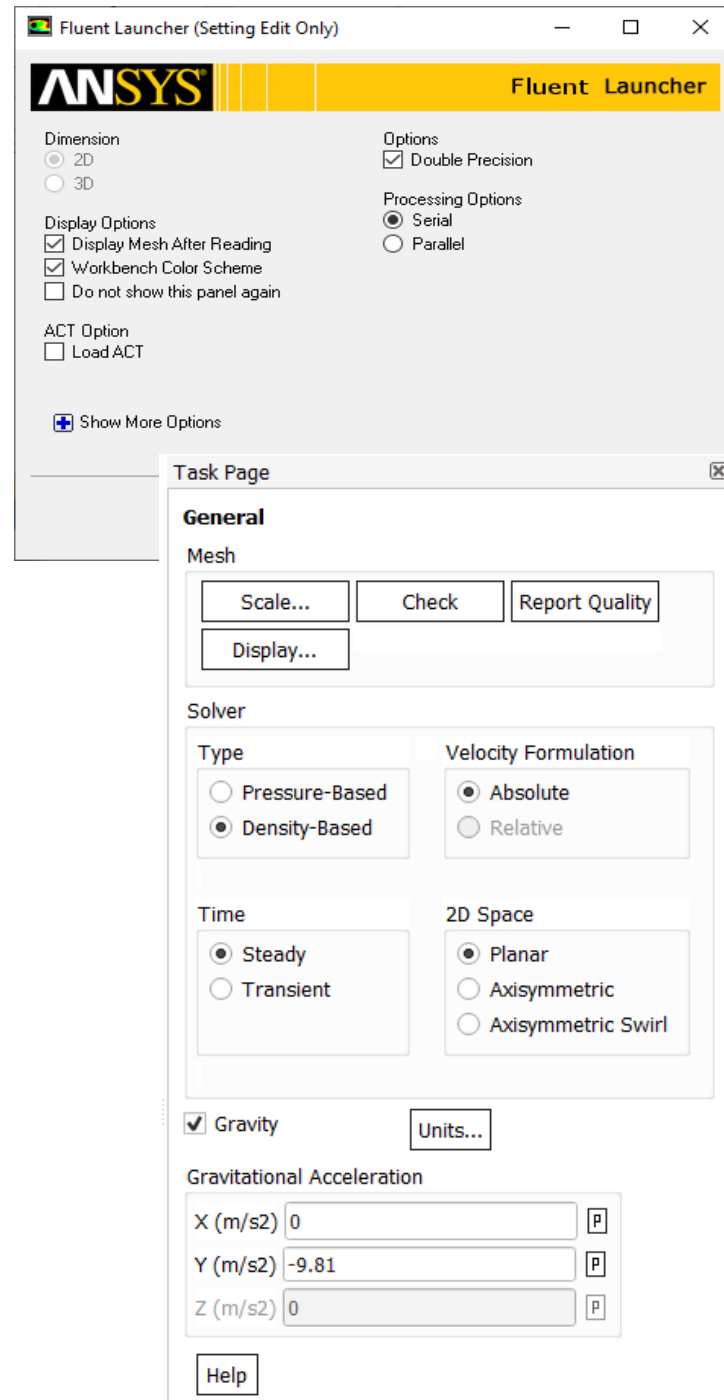 Fluent Launcher (Setting Edit Only)
ANSYS Fluent Launcher
Dimension
2D
3D
Options
Double Precision
Processing Options
Serial
Parallel
Display Options
Display Mesh After Reading
Workbench Color Scheme
Do not show this panel again
ACT Option
Load ACT
Show More Options
Task Page
General
Mesh
Scale... Check Report Quality
Display...
Solver
Type
Pressure-Based
Density-Based
Velocity Formulation
Absolute
Relative
Time
Steady
Transient
2D Space
Planar
Axisymmetric
Axisymmetric Swirl
Gravity Units...
Gravitational Acceleration
X (m/s2) 0 P
Y (m/s2) -9.81 P
Z (m/s2) 0 P
Help